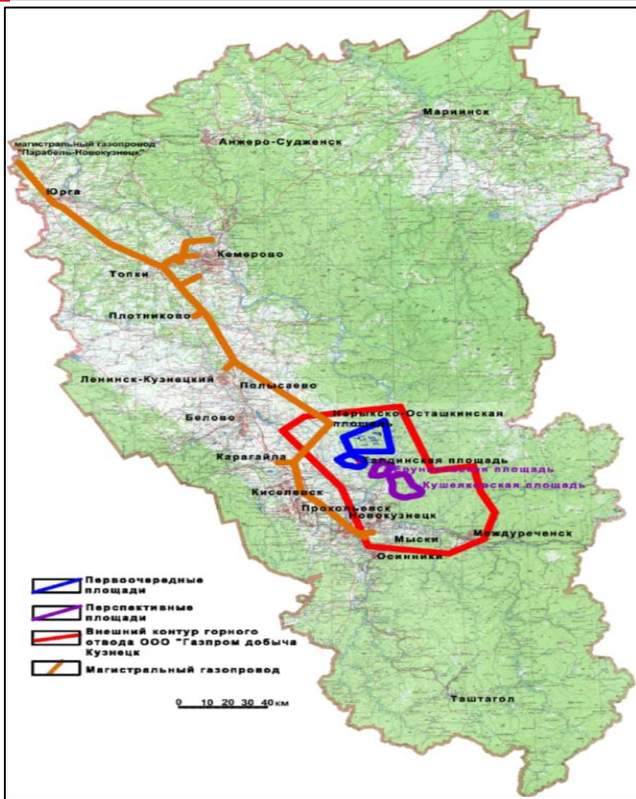 Мариинск
Анжеро-Судженск
магистральный газопровод
"Парабель-Новокузнецк"
Юрга
Кемерово
Топки
Плотниково
Ленинск-Кузнецкий
Полысаево
Белово
Нарыкско-Осташкинская
площадь
Карагайла
Талдинская площадь
площадь
Кушеяковская площадь
Киселевск
Прокопьевск
Новокузнецк
Мыски
Междуреченск
Осинники
Первоочередные
площади
Перспективные
площади
Внешний контур горного
отвода ООО "Газпром добыча
Кузнецк
Магистральный газопровод
0 10 20 30 40 км
Таштагол